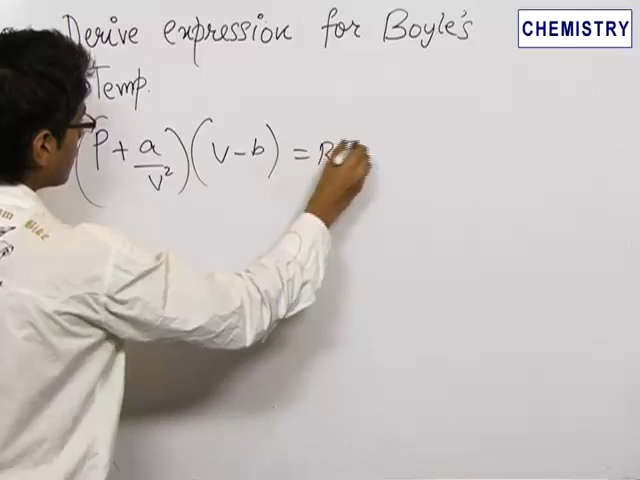 CHEMISTRY
Derive expression for Boyle's
Temp.
(P + a/V²)(V - b) = R